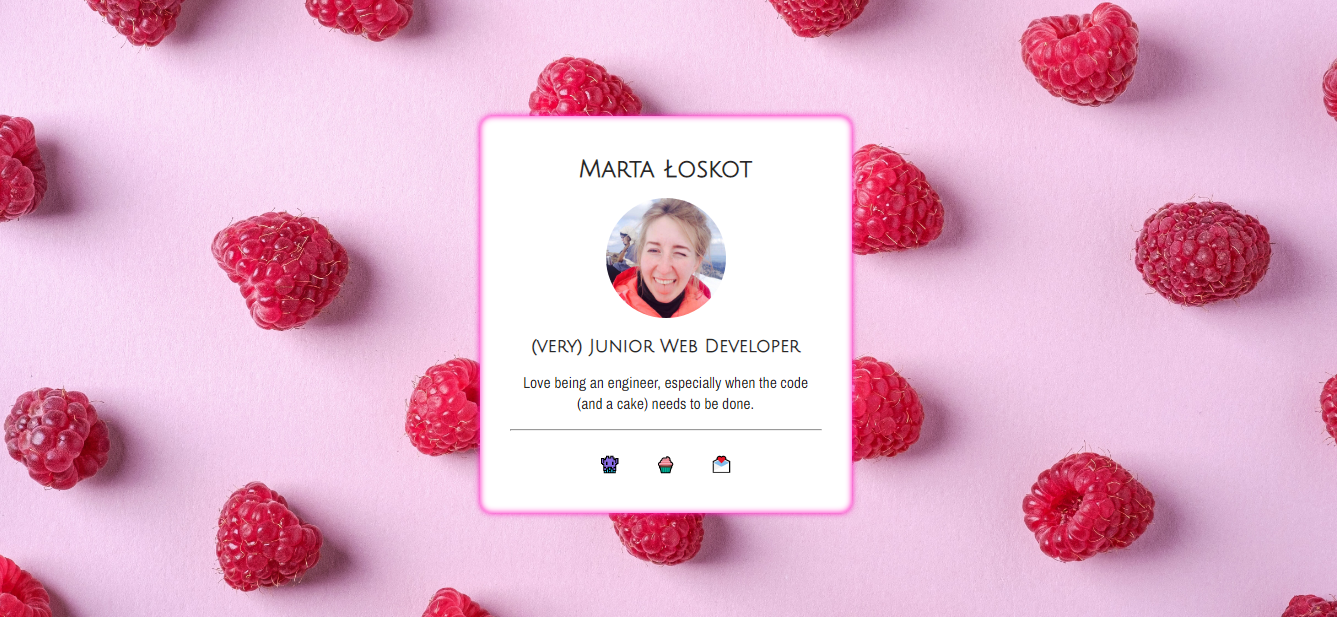 Marta Łoskot
(very) Junior Web Developer
Love being an engineer, especially when the code
(and a cake) needs to be done.